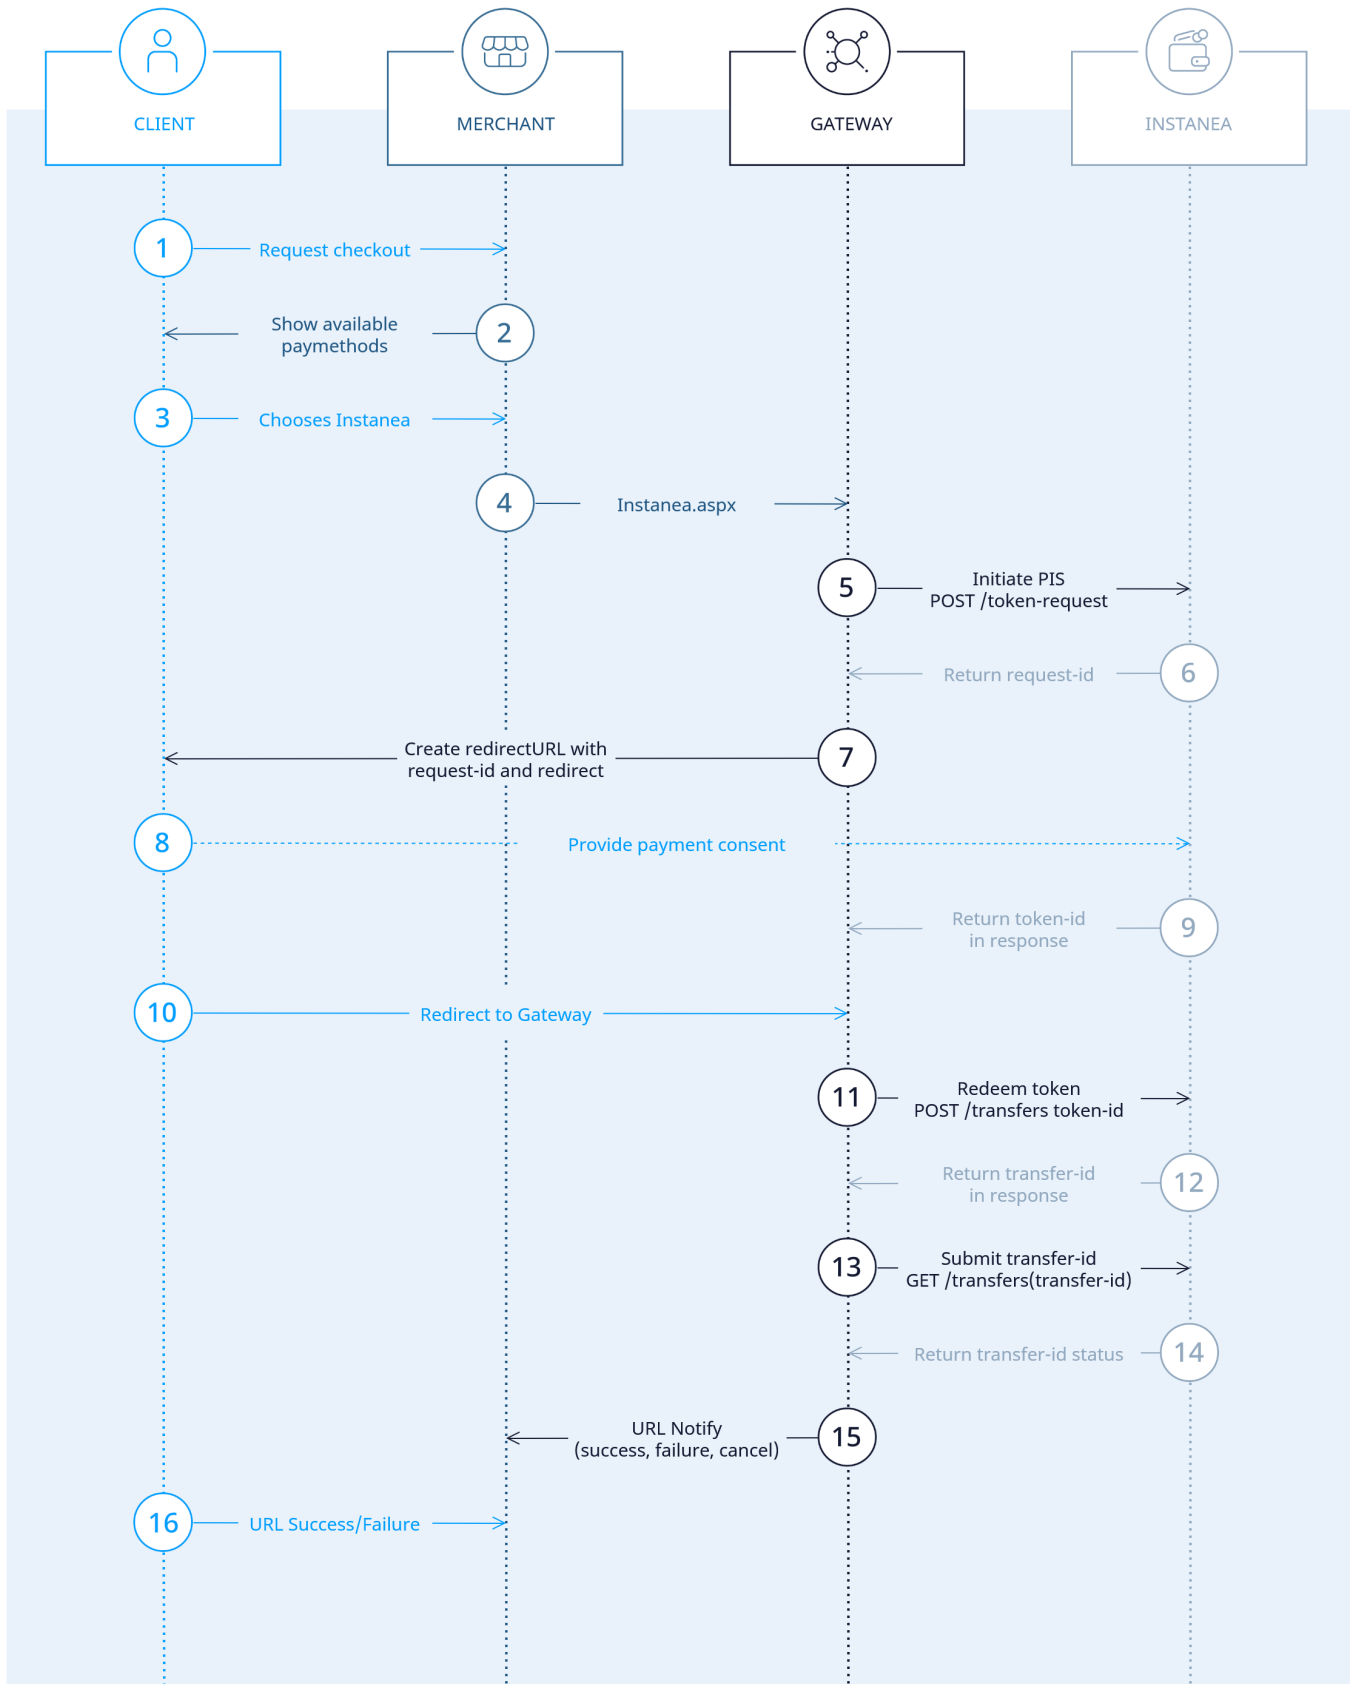 CLIENT
MERCHANT
GATEWAY
INSTANEA
1
Request checkout
2
Show available
paymethods
3
Chooses Instanea
4
Instanea.aspx
5
Initiate PIS
POST /token-request
6
Return request-id
7
Create redirectURL with
request-id and redirect
8
Provide payment consent
9
Return token-id
in response
10
Redirect to Gateway
11
Redeem token
POST /transfers token-id
12
Return transfer-id
in response
13
Submit transfer-id
GET /transfers(transfer-id)
14
Return transfer-id status
15
URL Notify
(success, failure, cancel)
16
URL Success/Failure